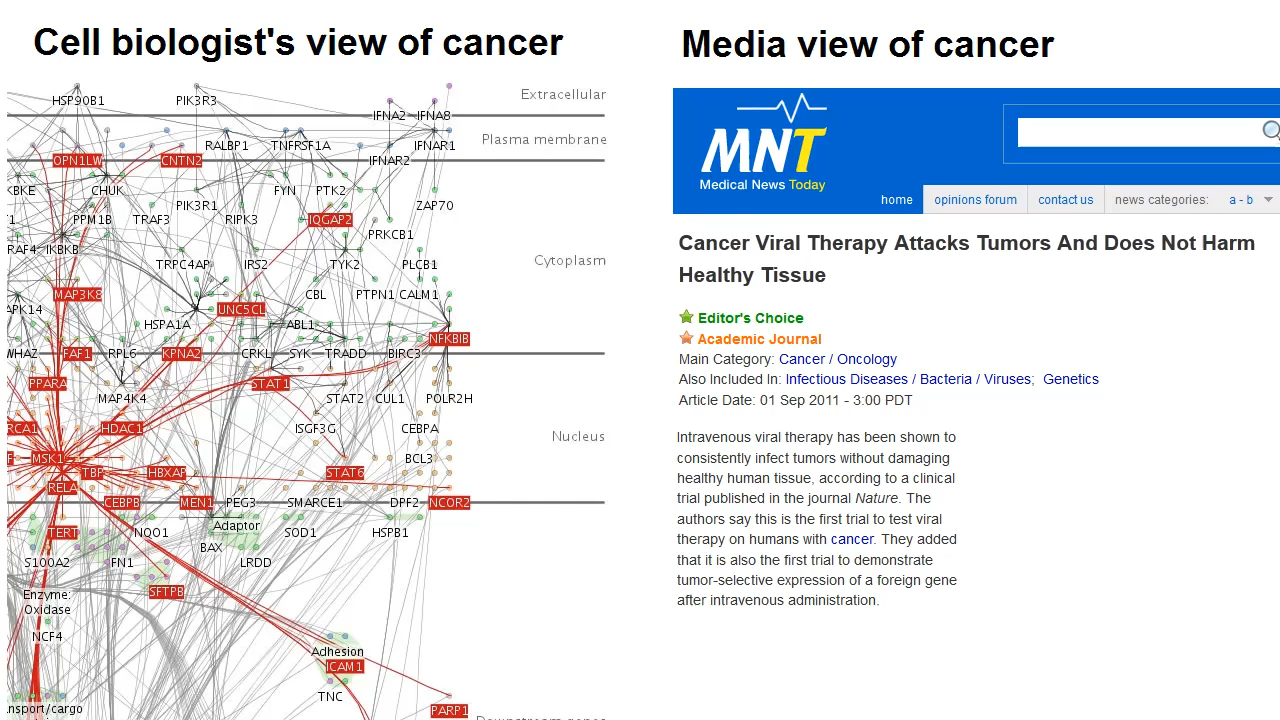 Cell biologist's view of cancer
HSP90B1 PIK3R3 Extracellular
IFNA2 IFNA8
RALBP1 TNFRSF1A IFNAR1 Plasma membrane
OPN1LW CNTN2 IFNAR2
KBKE CHUK FYN PTK2
PIK3R1 ZAP70
PPM1B TRAF3 RIPK3 IQGAP2
PRKCB1
RAF4 IKBKB
TRPC4AP IRS2 TYK2 PLCB1 Cytoplasm
MAP3K8 CBL PTPN1 CALM1
APK14 UNC5CL
HSPA1A ABL1
NFKBIB
WHAZ FAF1 RPL6 KPNA2 CRKL SYK TRADD BIRC3
PPARA STAT1
MAP4K4 STAT2 CUL1 POLR2H
RCA1 HDAC1 ISGF3G CEBPA
Nucleus
MSK1 BCL3
TBP HBXAP STAT6
RELA
CEBPB MEN1 PEG3 SMARCE1 DPF2 NCOR2
TERT NQO1 Adaptor SOD1 HSPB1
BAX
S100A2 FN1 LRDD
SFTPB
Enzyme:
Oxidase
NCF4
Adhesion
ICAM1
TNC
nsport/cargo PARP1
Downstream genes
Media view of cancer
MNT
Medical News Today
home opinions forum contact us news categories: a - b
Cancer Viral Therapy Attacks Tumors And Does Not Harm
Healthy Tissue
Editor's Choice
Academic Journal
Main Category: Cancer / Oncology
Also Included In: Infectious Diseases / Bacteria / Viruses; Genetics
Article Date: 01 Sep 2011 - 3:00 PDT
Intravenous viral therapy has been shown to
consistently infect tumors without damaging
healthy human tissue, according to a clinical
trial published in the journal Nature. The
authors say this is the first trial to test viral
therapy on humans with cancer. They added
that it is also the first trial to demonstrate
tumor-selective expression of a foreign gene
after intravenous administration.